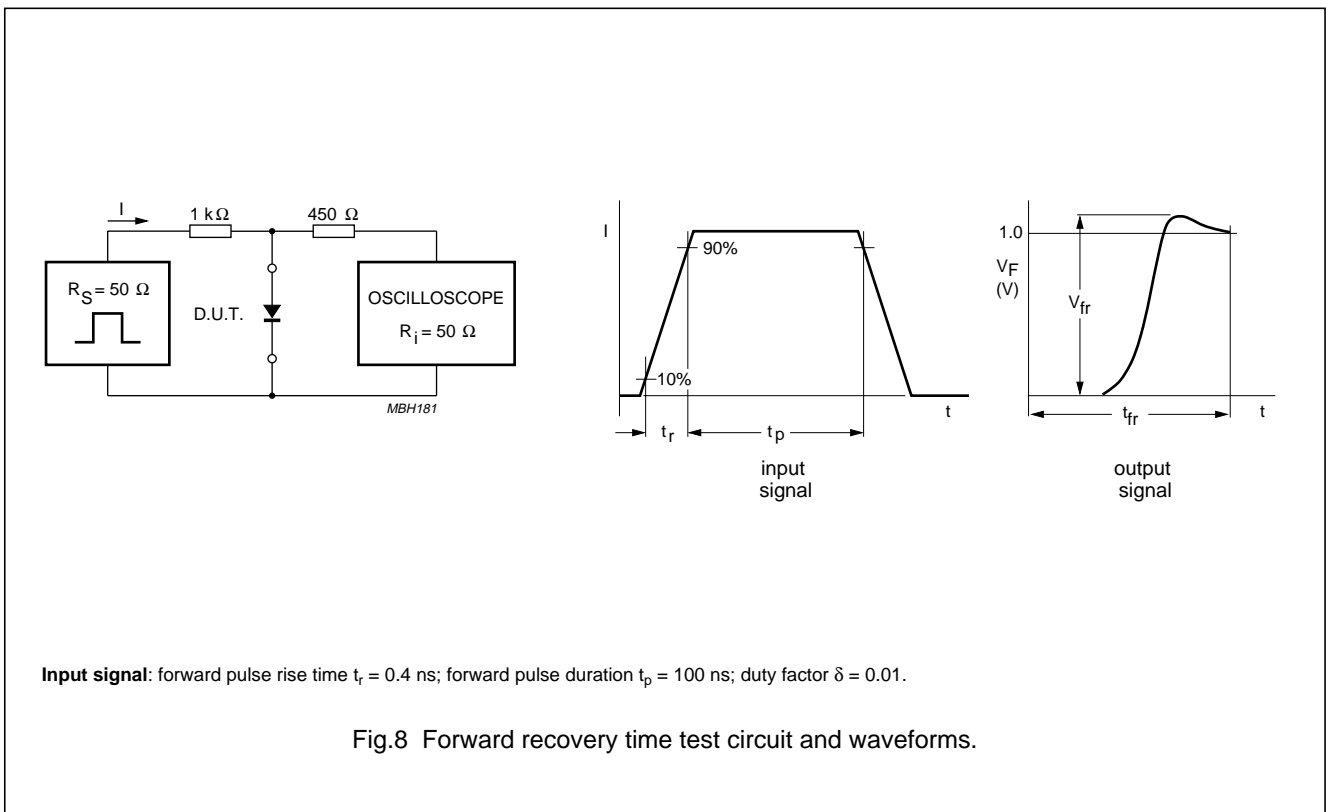 I
1 kΩ
450 Ω
R_S = 50 Ω
D.U.T.
OSCILLOSCOPE
R_i = 50 Ω
MBH181
I
90%
10%
t
t_r
t_p
input
signal
1.0
V_F
(V)
V_fr
t_fr
t
output
signal
Input signal: forward pulse rise time t_r = 0.4 ns; forward pulse duration t_p = 100 ns; duty factor δ = 0.01.
Fig.8 Forward recovery time test circuit and waveforms.